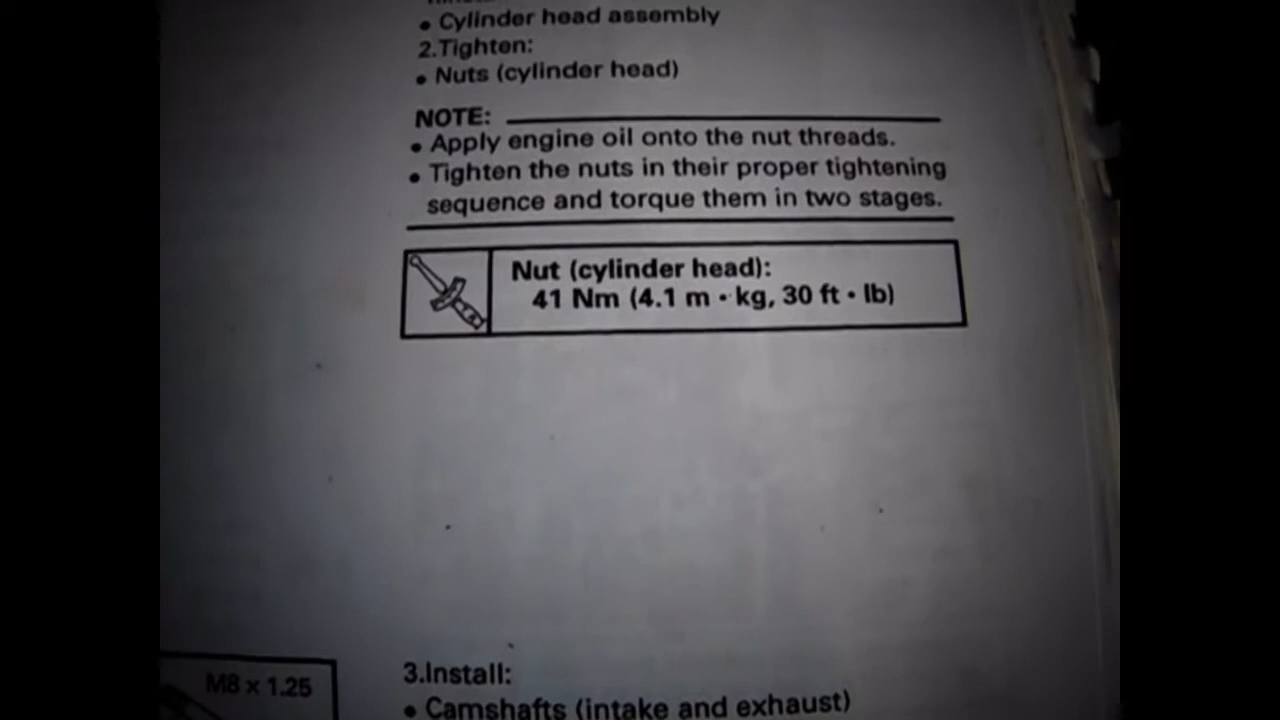 • Cylinder head assembly
2.Tighten:
• Nuts (cylinder head)
NOTE:
• Apply engine oil onto the nut threads.
• Tighten the nuts in their proper tightening
sequence and torque them in two stages.
Nut (cylinder head):
41 Nm (4.1 m · kg, 30 ft · lb)
M8 x 1.25
3.Install:
• Camshafts (intake and exhaust)